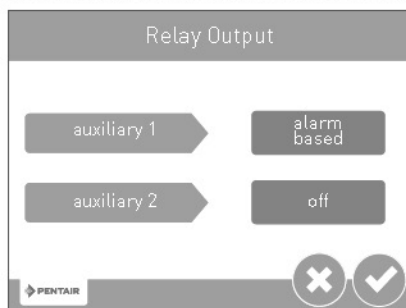 Relay Output
auxiliary 1
alarm
based
auxiliary 2
off
PENTAIR